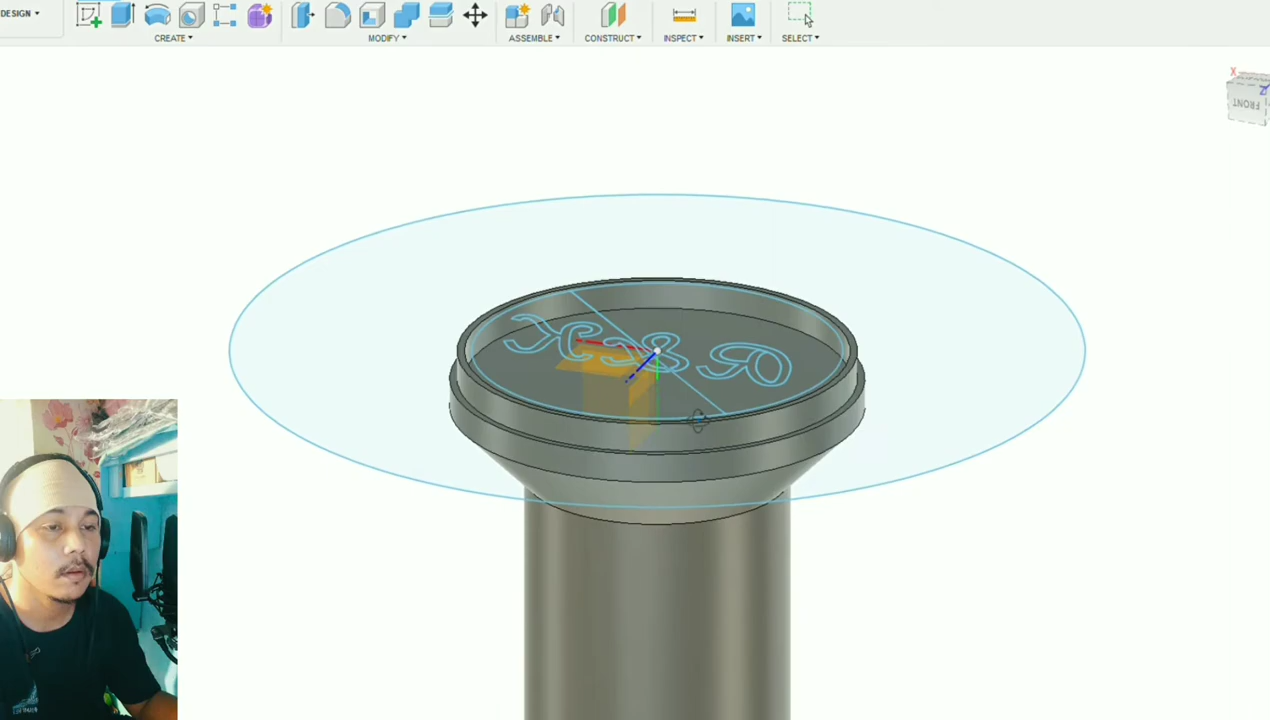 DESIGN
CREATE
MODIFY
ASSEMBLE
CONSTRUCT
INSPECT
INSERT
SELECT
X
Z
FRONT